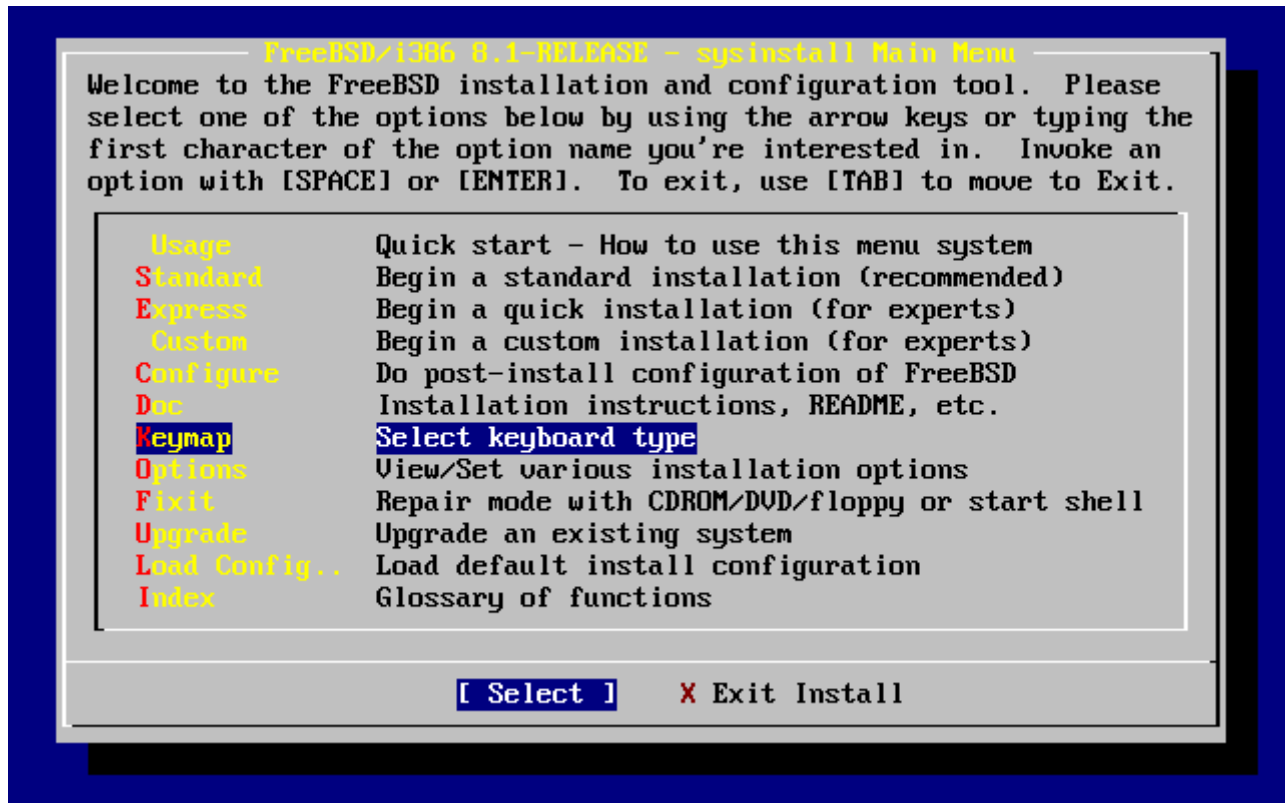 FreeBSD/i386 8.1-RELEASE - sysinstall Main Menu
Welcome to the FreeBSD installation and configuration tool.  Please
select one of the options below by using the arrow keys or typing the
first character of the option name you're interested in.  Invoke an
option with [SPACE] or [ENTER].  To exit, use [TAB] to move to Exit.
Usage Quick start - How to use this menu system
Standard Begin a standard installation (recommended)
Express Begin a quick installation (for experts)
Custom Begin a custom installation (for experts)
Configure Do post-install configuration of FreeBSD
Doc Installation instructions, README, etc.
Keymap Select keyboard type
Options View/Set various installation options
Fixit Repair mode with CDROM/DVD/floppy or start shell
Upgrade Upgrade an existing system
Load Config.. Load default install configuration
Index Glossary of functions
[ Select ] X Exit Install